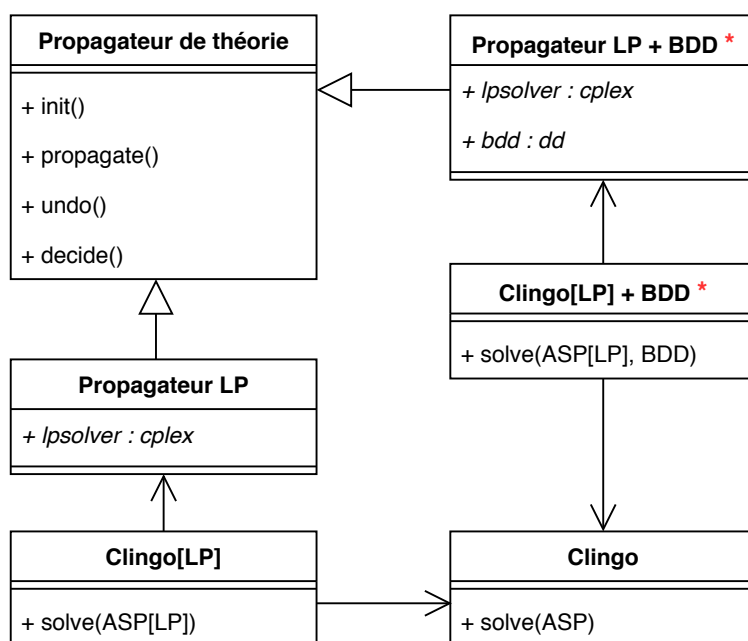 Propagateur de théorie
+ init()
+ propagate()
+ undo()
+ decide()
Propagateur LP + BDD *
+ lpsolver : cplex
+ bdd : dd
Clingo[LP] + BDD *
+ solve(ASP[LP], BDD)
Propagateur LP
+ lpsolver : cplex
Clingo[LP]
+ solve(ASP[LP])
Clingo
+ solve(ASP)